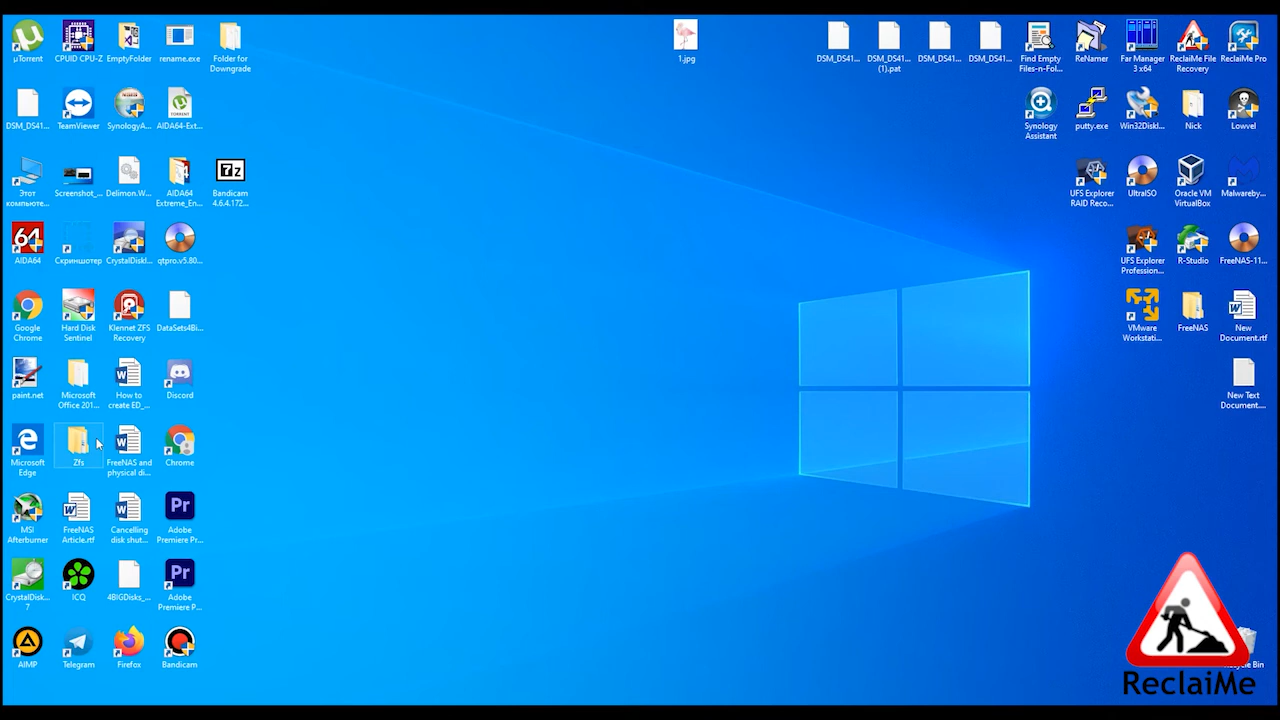 µTorrent
CPUID CPU-Z
EmptyFolder
rename.exe
Folder for
Downgrade
1.jpg
DSM_DS41...
DSM_DS41...
(1).pat
DSM_DS41...
DSM_DS41...
Find Empty
Files-n-Fol...
ReNamer
Far Manager
3 x64
ReclaiMe File
Recovery
ReclaiMe Pro
DSM_DS41...
TeamViewer
SynologyA...
TORRENT
AIDA64-Ext...
Synology
Assistant
putty.exe
Win32DiskI...
Nick
Lowvel
Этот
компьюте...
Screenshot_...
Delimon.W...
AIDA64
Extreme_En...
7z
Bandicam
4.6.4.172...
UFS Explorer
RAID Reco...
UltraISO
Oracle VM
VirtualBox
Malwareby...
64
AIDA64
Скриншотер
CrystalDiskI...
qtpro.v5.80...
UFS Explorer
Profession...
R-Studio
FreeNAS-11...
Google
Chrome
Hard Disk
Sentinel
Klennet ZFS
Recovery
DataSets4Bi...
VMware
Workstati...
FreeNAS
New
Document.rtf
paint.net
Microsoft
Office 201...
How to
create ED_...
Discord
New Text
Document....
Microsoft
Edge
Zfs
FreeNAS and
physical di...
Chrome
MSI
Afterburner
FreeNAS
Article.rtf
Cancelling
disk shut...
Pr
Adobe
Premiere Pr...
CrystalDisk...
7
ICQ
4BIGDisks_...
Pr
Adobe
Premiere P...
AIMP
Telegram
Firefox
Bandicam
Bin
ReclaiMe